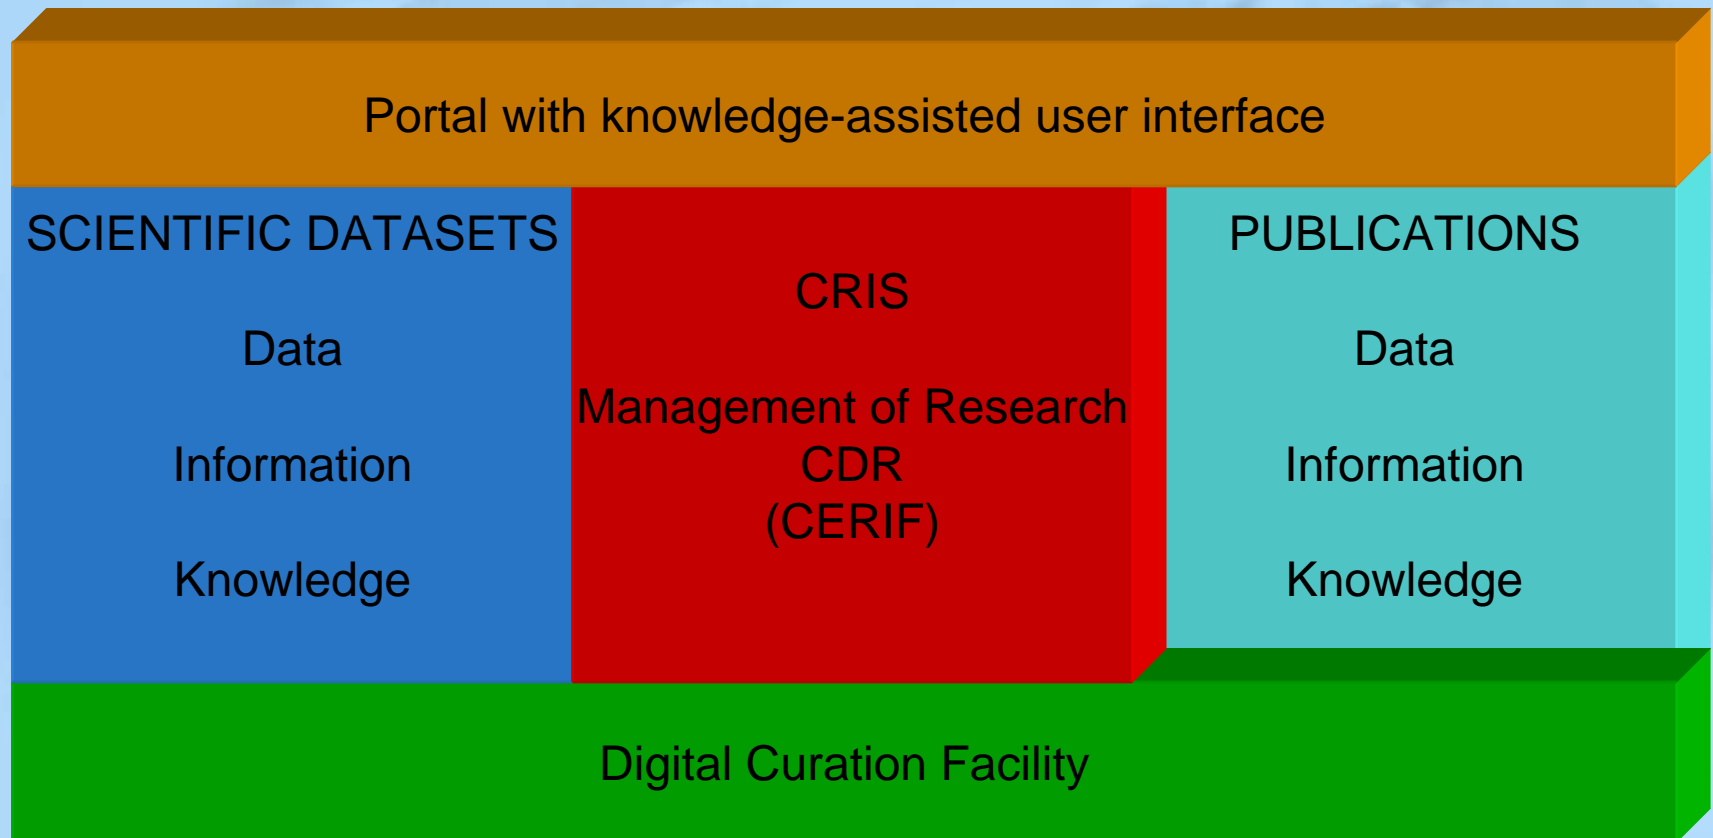 Portal with knowledge-assisted user interface
SCIENTIFIC DATASETS
Data
Information
Knowledge
CRIS
Management of Research
CDR
(CERIF)
PUBLICATIONS
Data
Information
Knowledge
Digital Curation Facility